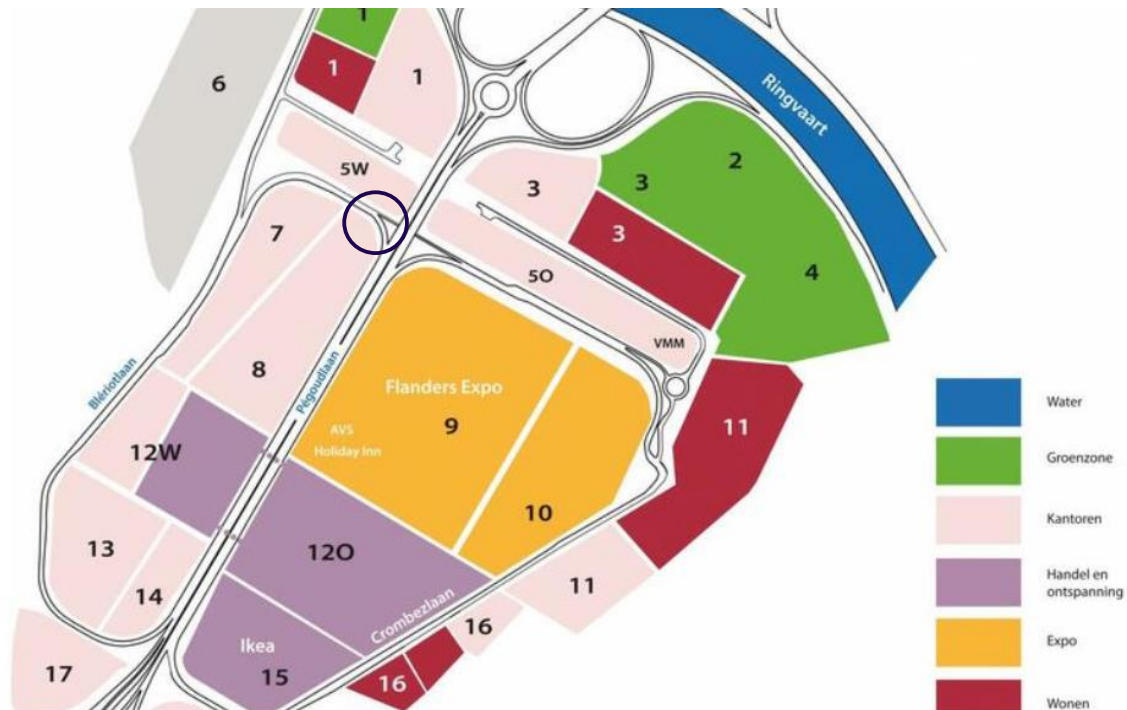 1
1
1
6
5W
Ringvaart
2
3
3
3
4
7
5O
VMM
8
Blériotlaan
Pégoudlaan
Flanders Expo
9
AVS
Holiday Inn
11
12W
10
13
12O
14
11
Crombezlaan
16
Ikea
15
16
17
Water
Groenzone
Kantoren
Handel en
ontspanning
Expo
Wonen